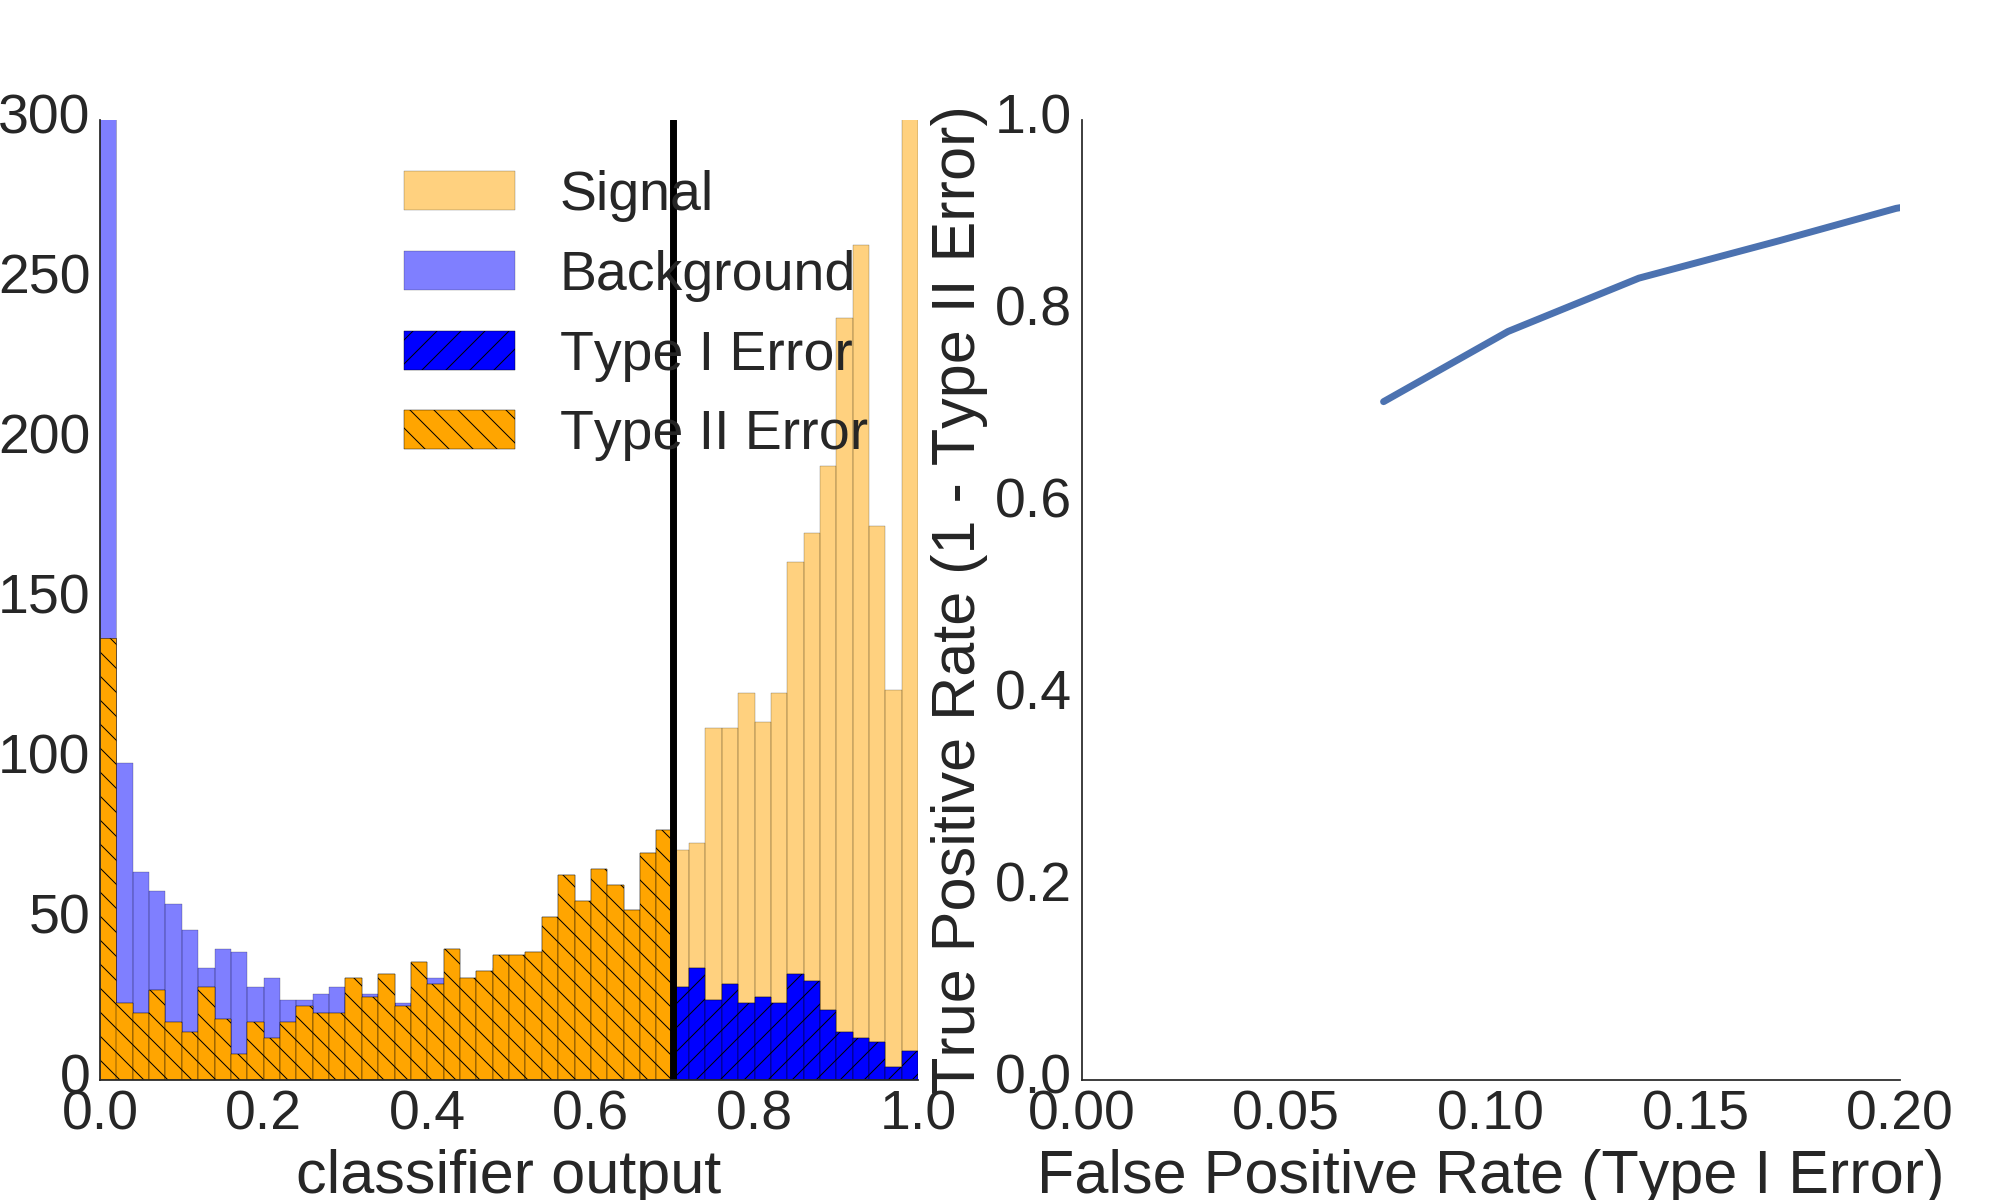 300
250
200
150
100
50
0
0.0 0.2 0.4 0.6 0.8 1.0
classifier output
Signal
Background
Type I Error
Type II Error
True Positive Rate (1 - Type II Error)
1.0
0.8
0.6
0.4
0.2
0.0
0.00 0.05 0.10 0.15 0.20
False Positive Rate (Type I Error)